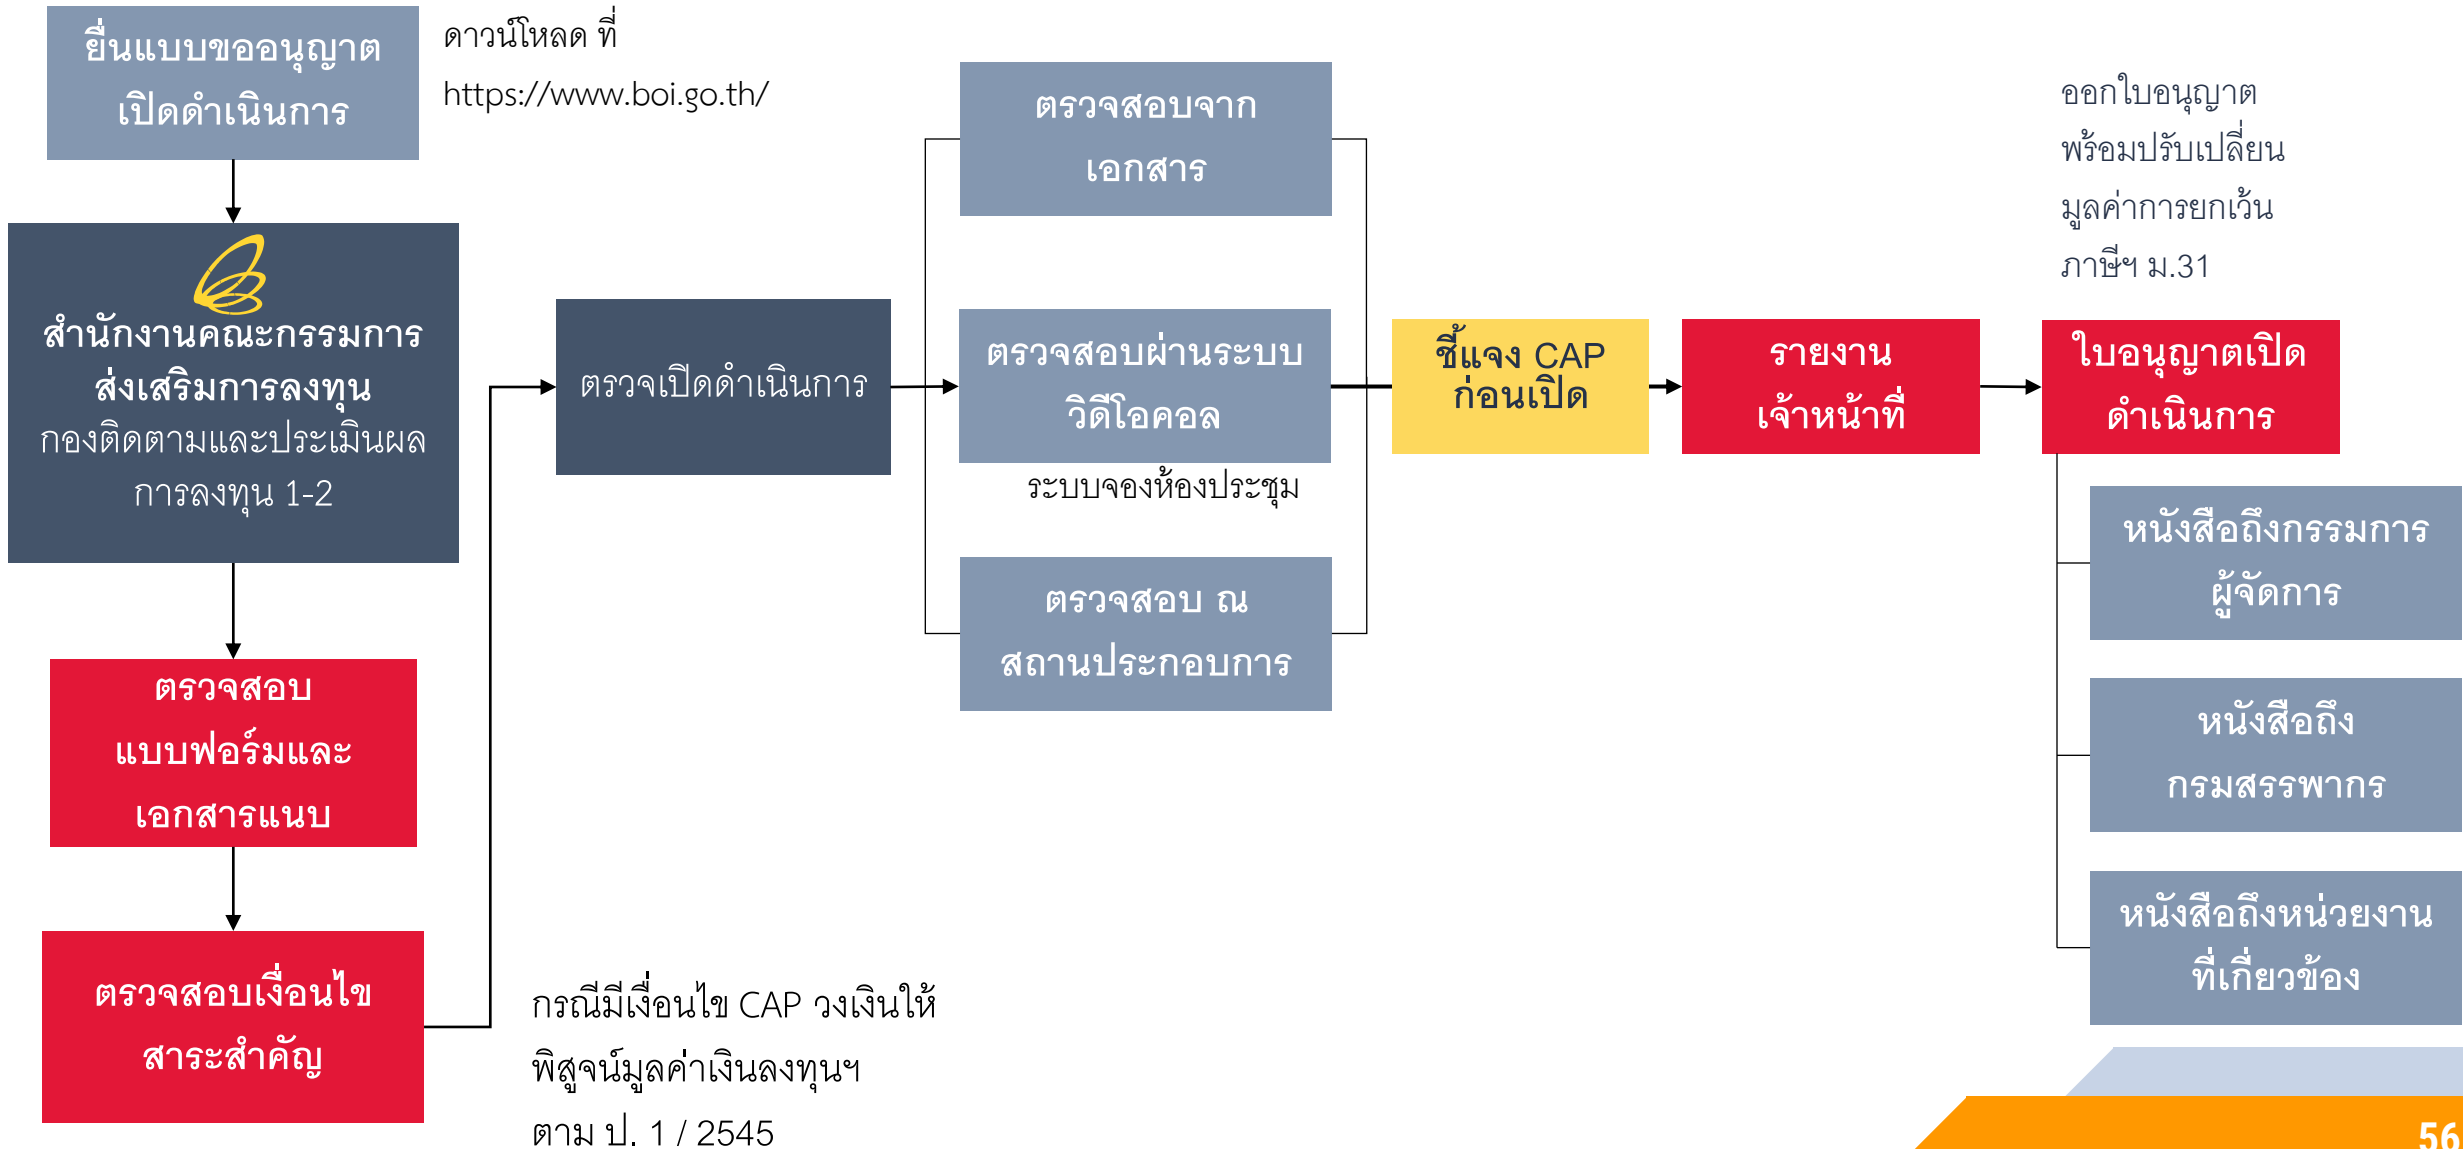 ยื่นแบบขออนุญาต
เปิดดำเนินการ
ดาวน์โหลด ที่
https://www.boi.go.th/
สำนักงานคณะกรรมการ
ส่งเสริมการลงทุน
กองติดตามและประเมินผล
การลงทุน 1-2
ตรวจสอบ
แบบฟอร์มและ
เอกสารแนบ
ตรวจสอบเงื่อนไข
สาระสำคัญ
กรณีมีเงื่อนไข CAP วงเงินให้
พิสูจน์มูลค่าเงินลงทุนฯ
ตาม ป. 1 / 2545
ตรวจเปิดดำเนินการ
ตรวจสอบจาก
เอกสาร
ตรวจสอบผ่านระบบ
วิดีโอคอล
ระบบจองห้องประชุม
ตรวจสอบ ณ
สถานประกอบการ
ชี้แจง CAP
ก่อนเปิด
รายงาน
เจ้าหน้าที่
ออกใบอนุญาต
พร้อมปรับเปลี่ยน
มูลค่าการยกเว้น
ภาษีฯ ม.31
ใบอนุญาตเปิด
ดำเนินการ
หนังสือถึงกรรมการ
ผู้จัดการ
หนังสือถึง
กรมสรรพากร
หนังสือถึงหน่วยงาน
ที่เกี่ยวข้อง
56